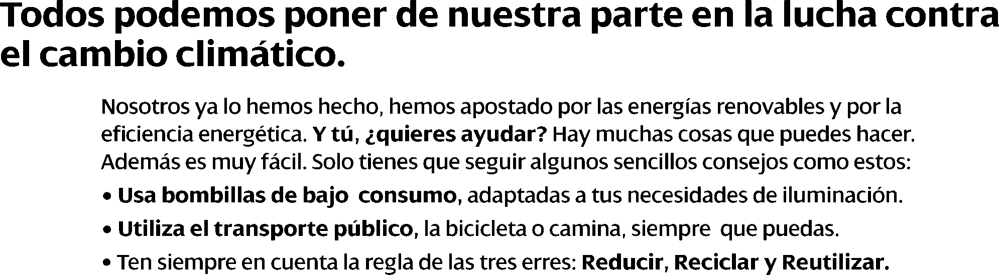 Todos podemos poner de nuestra parte en la lucha contra
el cambio climático.
Nosotros ya lo hemos hecho, hemos apostado por las energías renovables y por la
eficiencia energética. Y tú, ¿quieres ayudar? Hay muchas cosas que puedes hacer.
Además es muy fácil. Solo tienes que seguir algunos sencillos consejos como estos:
• Usa bombillas de bajo consumo, adaptadas a tus necesidades de iluminación.
• Utiliza el transporte público, la bicicleta o camina, siempre que puedas.
• Ten siempre en cuenta la regla de las tres erres: Reducir, Reciclar y Reutilizar.